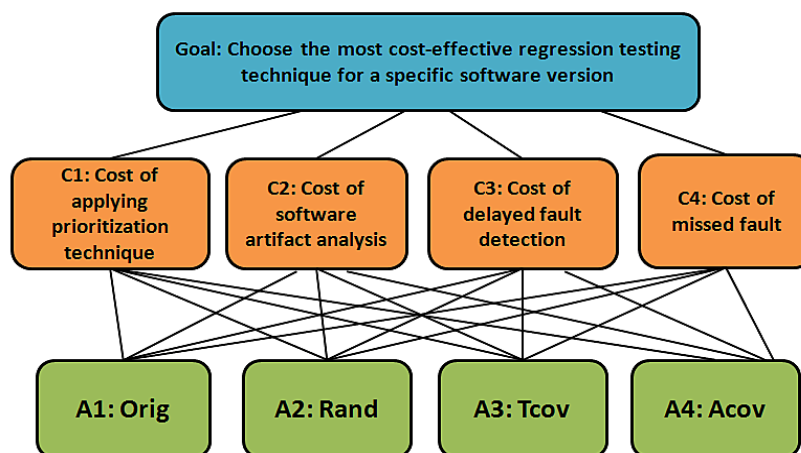 Goal: Choose the most cost-effective regression testing
technique for a specific software version
C1: Cost of
applying
prioritization
technique
C2: Cost of
software
artifact analysis
C3: Cost of
delayed fault
detection
C4: Cost of
missed fault
A1: Orig
A2: Rand
A3: Tcov
A4: Acov